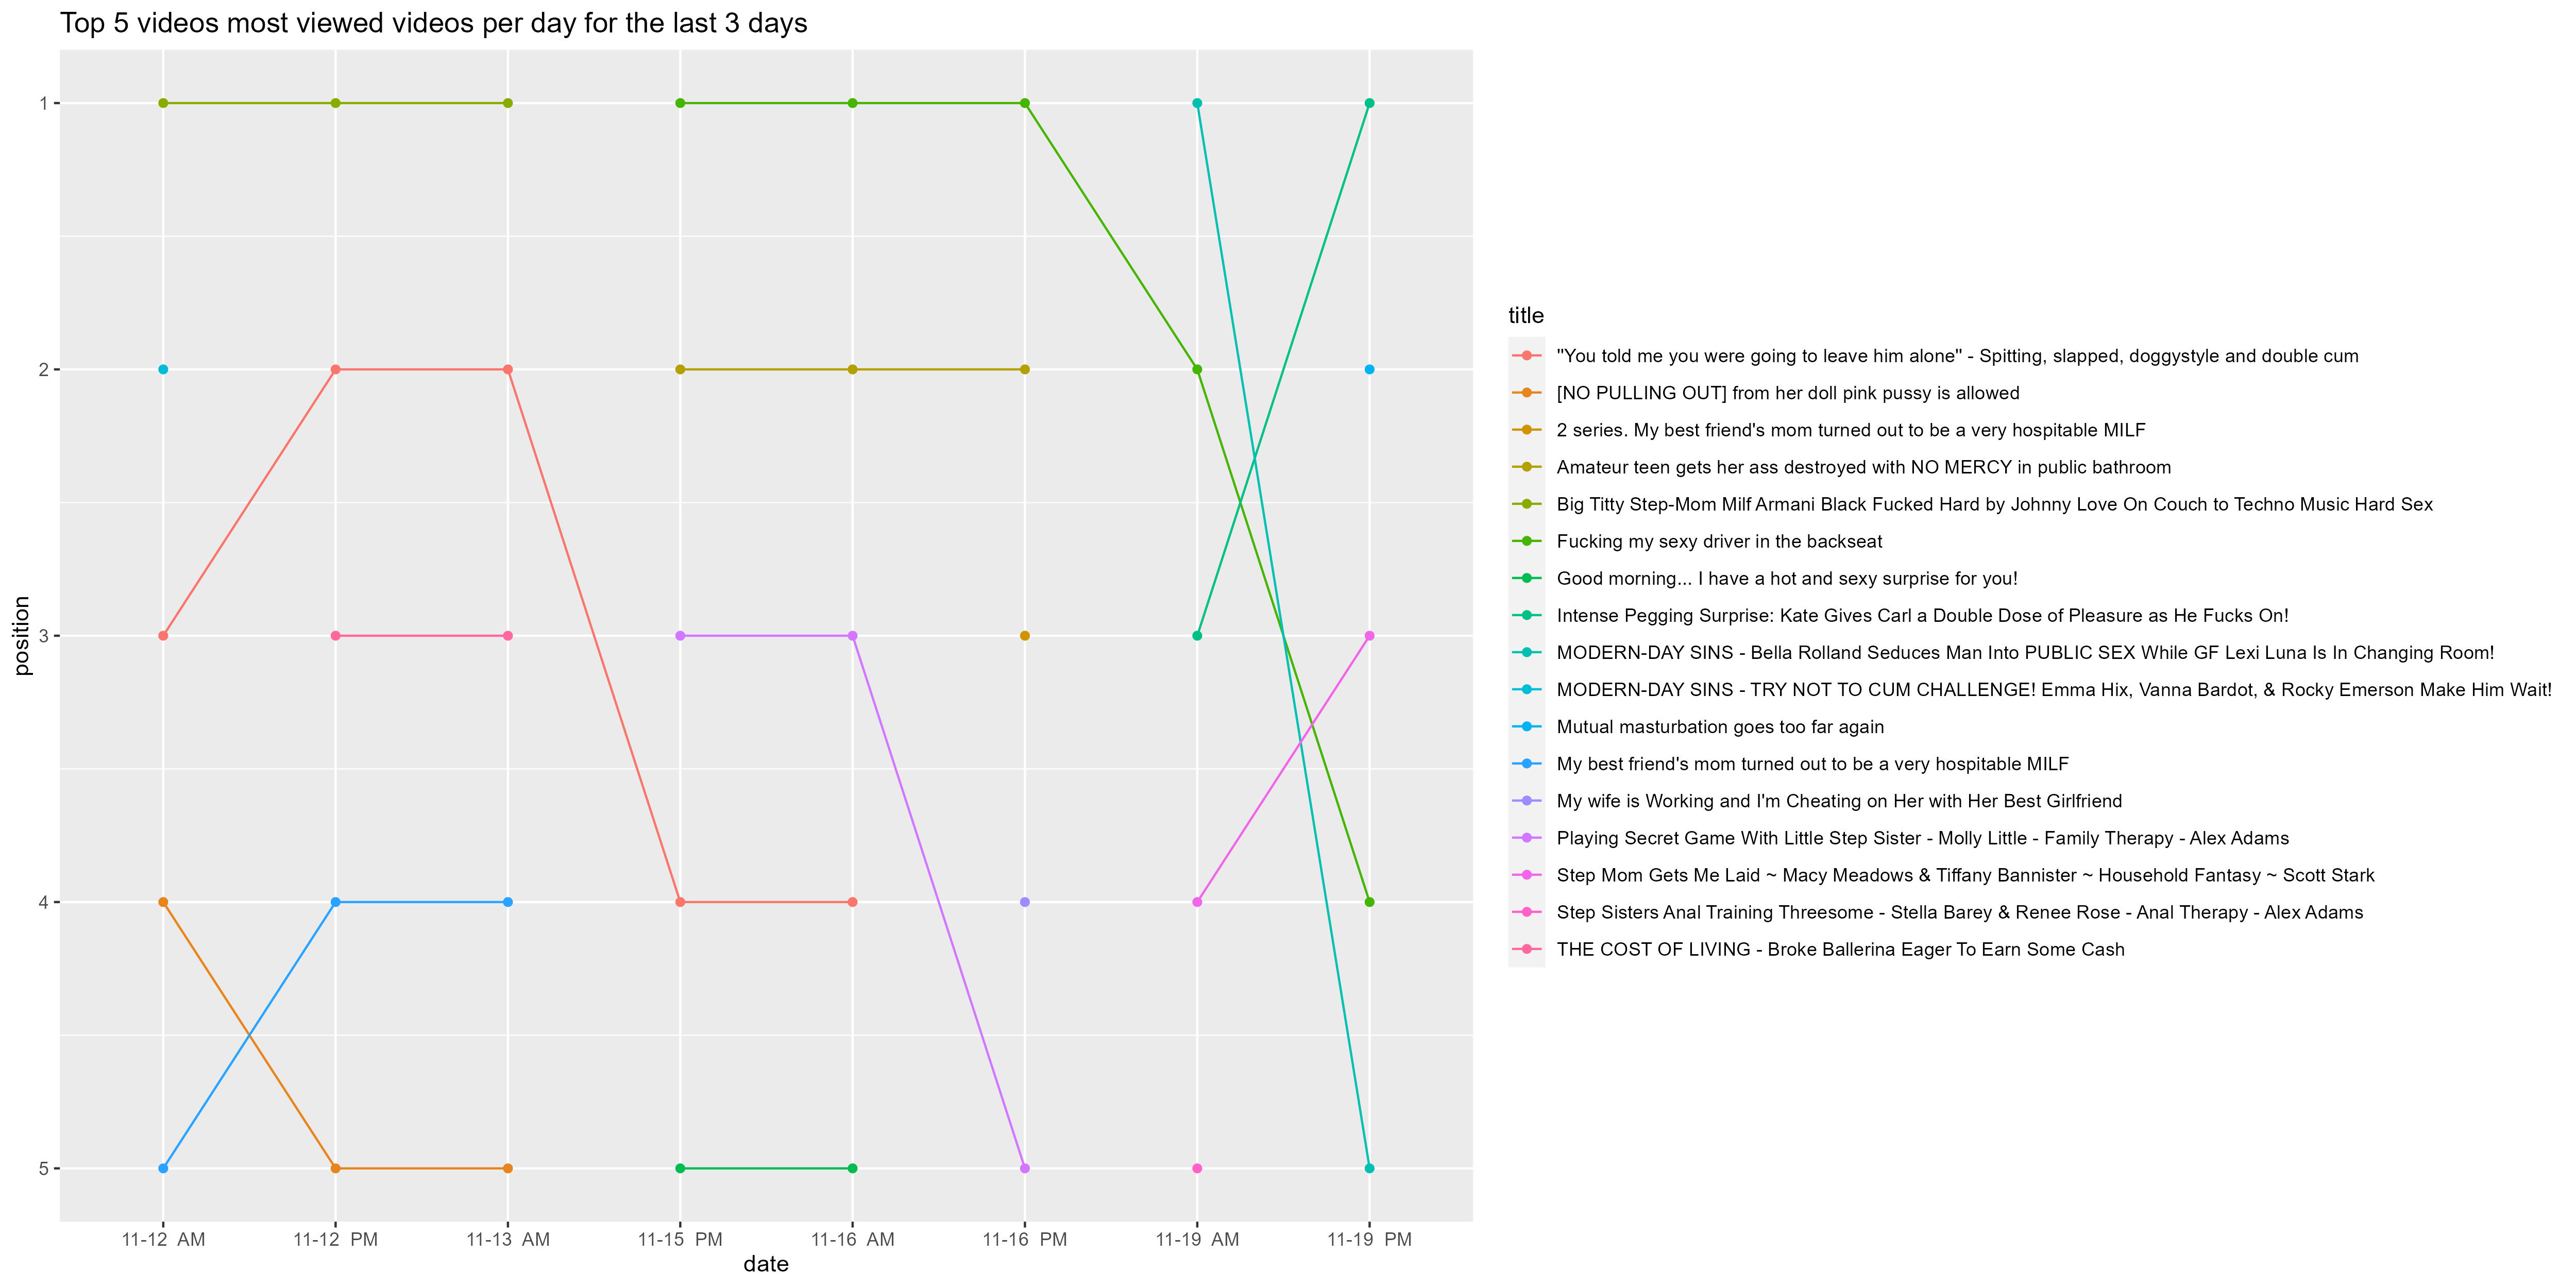 Top 5 videos most viewed videos per day for the last 3 days
position
1
2
3
4
5
11-12 AM
11-12 PM
11-13 AM
11-15 PM
11-16 AM
11-16 PM
11-19 AM
11-19 PM
date
title
"You told me you were going to leave him alone" - Spitting, slapped, doggystyle and double cum
[NO PULLING OUT] from her doll pink pussy is allowed
2 series. My best friend's mom turned out to be a very hospitable MILF
Amateur teen gets her ass destroyed with NO MERCY in public bathroom
Big Titty Step-Mom Milf Armani Black Fucked Hard by Johnny Love On Couch to Techno Music Hard Sex
Fucking my sexy driver in the backseat
Good morning... I have a hot and sexy surprise for you!
Intense Pegging Surprise: Kate Gives Carl a Double Dose of Pleasure as He Fucks On!
MODERN-DAY SINS - Bella Rolland Seduces Man Into PUBLIC SEX While GF Lexi Luna Is In Changing Room!
MODERN-DAY SINS - TRY NOT TO CUM CHALLENGE! Emma Hix, Vanna Bardot, & Rocky Emerson Make Him Wait!
Mutual masturbation goes too far again
My best friend's mom turned out to be a very hospitable MILF
My wife is Working and I'm Cheating on Her with Her Best Girlfriend
Playing Secret Game With Little Step Sister - Molly Little - Family Therapy - Alex Adams
Step Mom Gets Me Laid ~ Macy Meadows & Tiffany Bannister ~ Household Fantasy ~ Scott Stark
Step Sisters Anal Training Threesome - Stella Barey & Renee Rose - Anal Therapy - Alex Adams
THE COST OF LIVING - Broke Ballerina Eager To Earn Some Cash